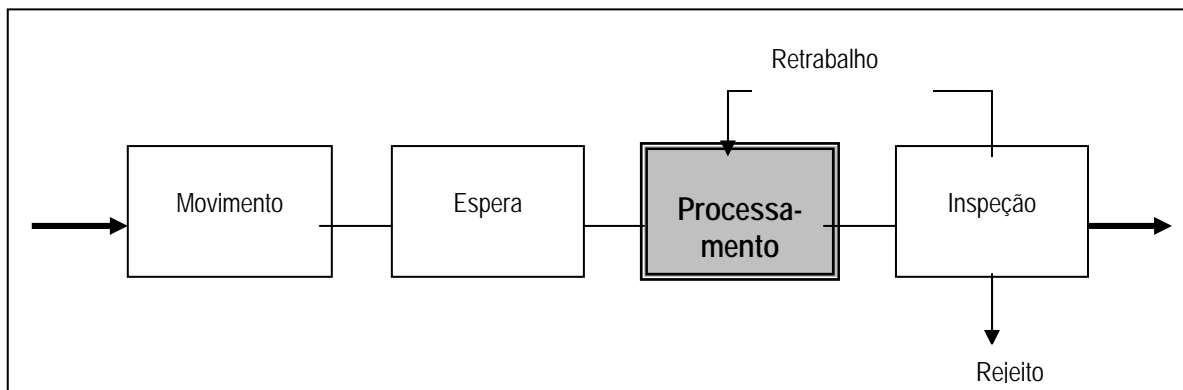 Retrabalho
Movimento
Espera
Processa-
mento
Inspeção
Rejeito